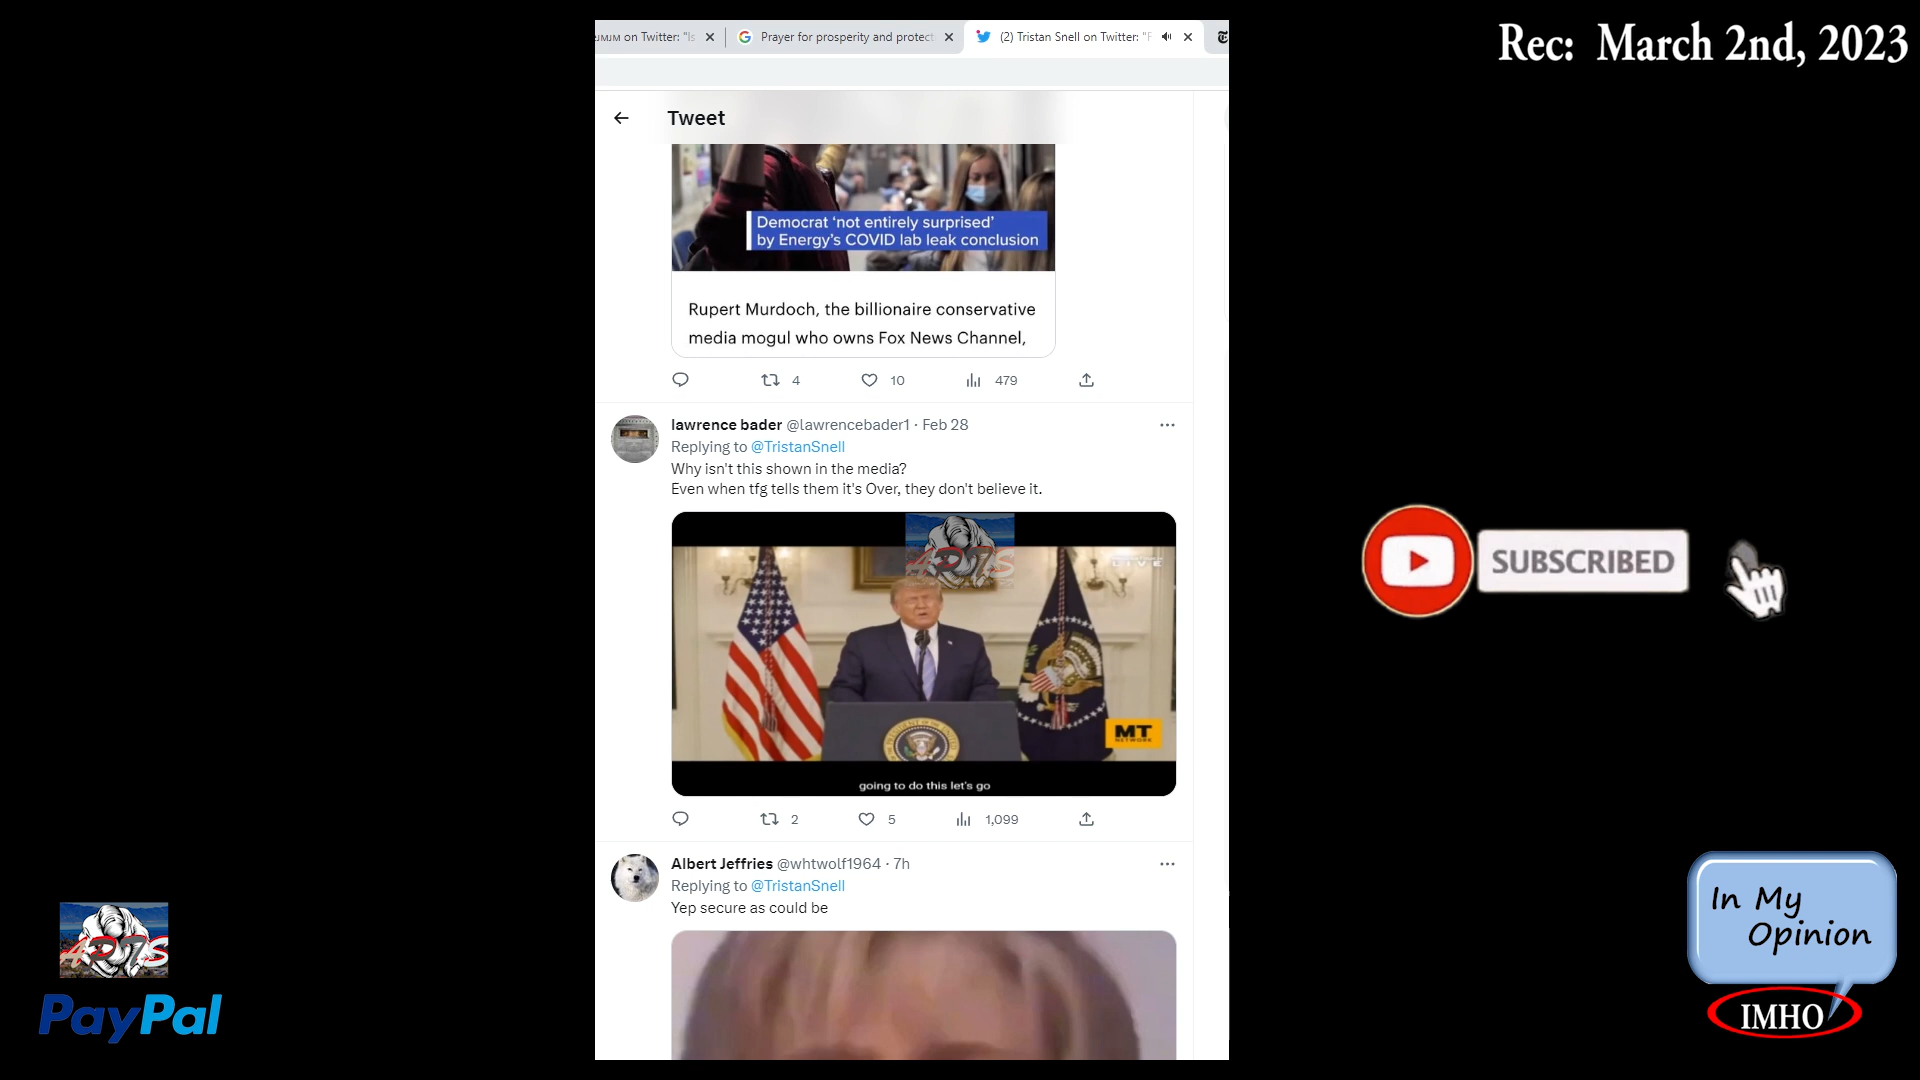 ᴊᴍᴊᴍ on Twitter: "Is
Prayer for prosperity and protect
(2) Tristan Snell on Twitter: "F
Rec: March 2nd, 2023
Tweet
Democrat ‘not entirely surprised’
by Energy’s COVID lab leak conclusion
Rupert Murdoch, the billionaire conservative
media mogul who owns Fox News Channel,
4
10
479
lawrence bader @lawrencebader1 · Feb 28
Replying to @TristanSnell
Why isn't this shown in the media?
Even when tfg tells them it's Over, they don't believe it.
LIVE
MT
NETWORK
going to do this let's go
2
5
1,099
Albert Jeffries @whtwolf1964 · 7h
Replying to @TristanSnell
Yep secure as could be
SUBSCRIBED
PayPal
In My
Opinion
IMHO